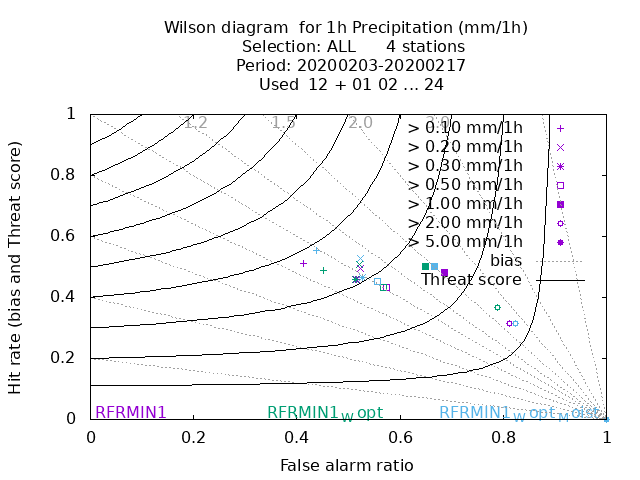 Wilson diagram  for 1h Precipitation (mm/1h)
Selection: ALL      4 stations
Period: 20200203-20200217
Used  12 + 01 02 ... 24
1.2 1.5 2.0
> 0.10 mm/1h
> 0.20 mm/1h
> 0.30 mm/1h
> 0.50 mm/1h
> 1.00 mm/1h
> 2.00 mm/1h
> 5.00 mm/1h
bias
Threat score
1
0.8
0.6
0.4
0.2
0
Hit rate (bias and Threat score)
RFRMIN1 RFRMIN1_W opt RFRMIN1_W opt_M
0 0.2 0.4 0.6 0.8 1
False alarm ratio